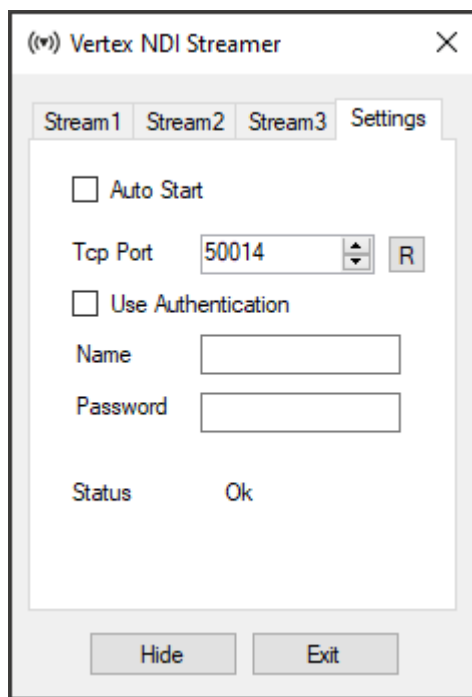 Vertex NDI Streamer
Stream1 Stream2 Stream3 Settings
Auto Start
Tcp Port 50014 R
Use Authentication
Name
Password
Status Ok
Hide Exit